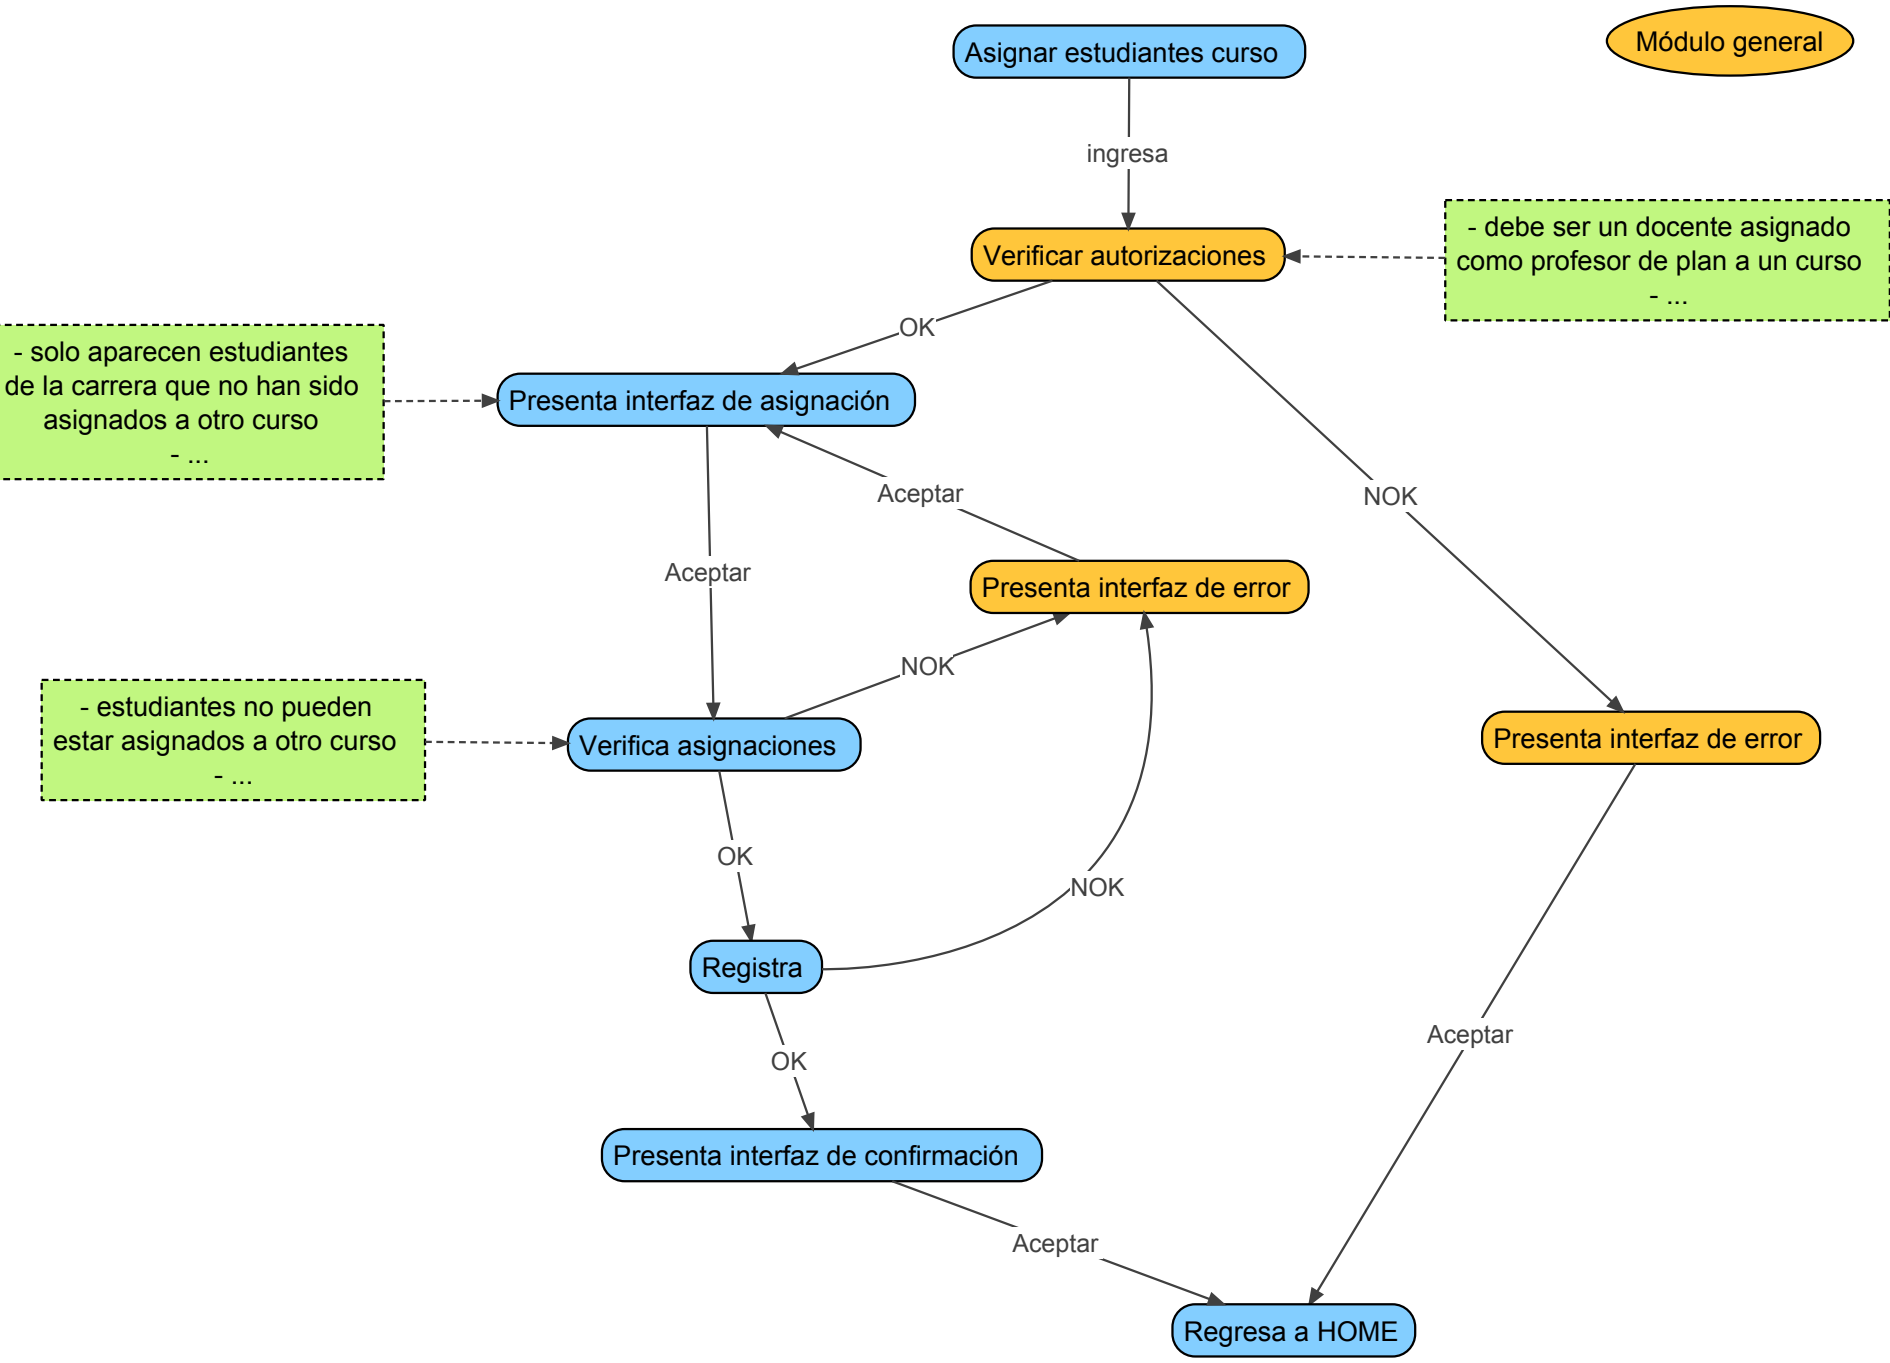 Asignar estudiantes curso
Módulo general
ingresa
Verificar autorizaciones
- debe ser un docente asignado
como profesor de plan a un curso
- ...
OK
- solo aparecen estudiantes
de la carrera que no han sido
asignados a otro curso
- ...
Presenta interfaz de asignación
Aceptar
NOK
Aceptar
Presenta interfaz de error
NOK
- estudiantes no pueden
estar asignados a otro curso
- ...
Verifica asignaciones
Presenta interfaz de error
OK
NOK
Registra
Aceptar
OK
Presenta interfaz de confirmación
Aceptar
Regresa a HOME